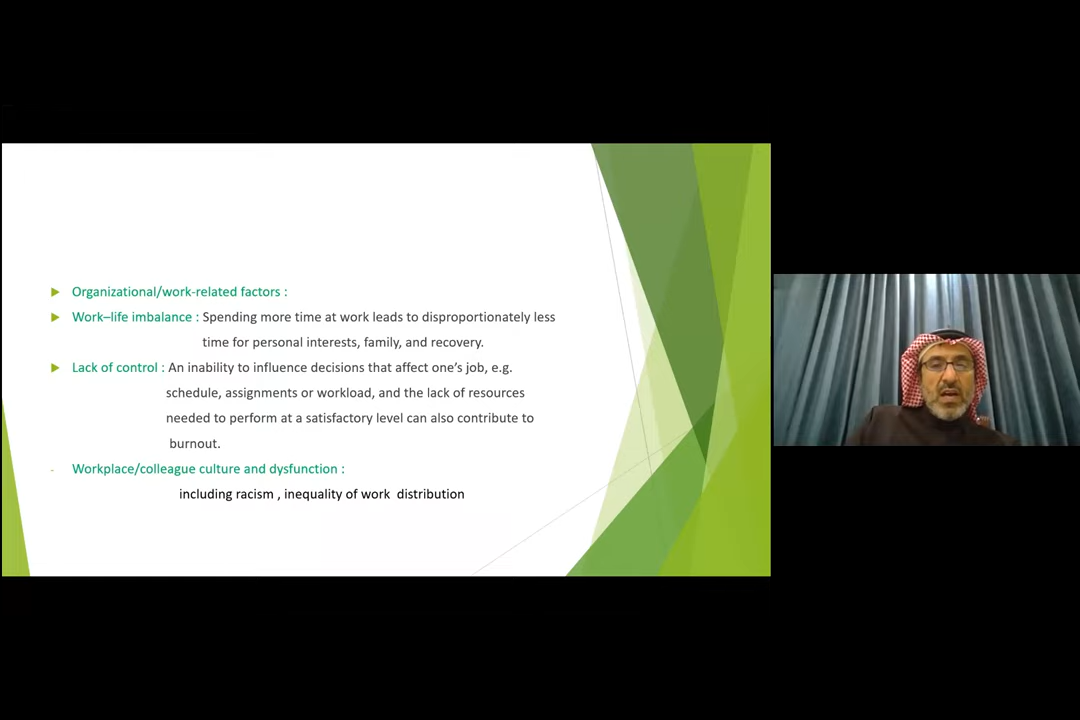 Organizational/work-related factors :
Work–life imbalance : Spending more time at work leads to disproportionately less
time for personal interests, family, and recovery.
Lack of control : An inability to influence decisions that affect one’s job, e.g.
schedule, assignments or workload, and the lack of resources
needed to perform at a satisfactory level can also contribute to
burnout.
- Workplace/colleague culture and dysfunction :
including racism , inequality of work distribution